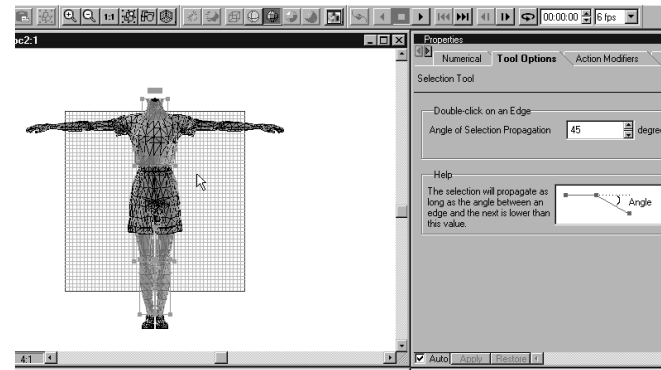 1:1
00:00:00
6 fps
oc2:1
Properties
Numerical
Tool Options
Action Modifiers
Selection Tool
Double-click on an Edge
Angle of Selection Propagation
45
degree
Help
The selection will propagate as
long as the angle between an
edge and the next is lower than
this value.
Angle
4:1
Auto
Apply
Restore